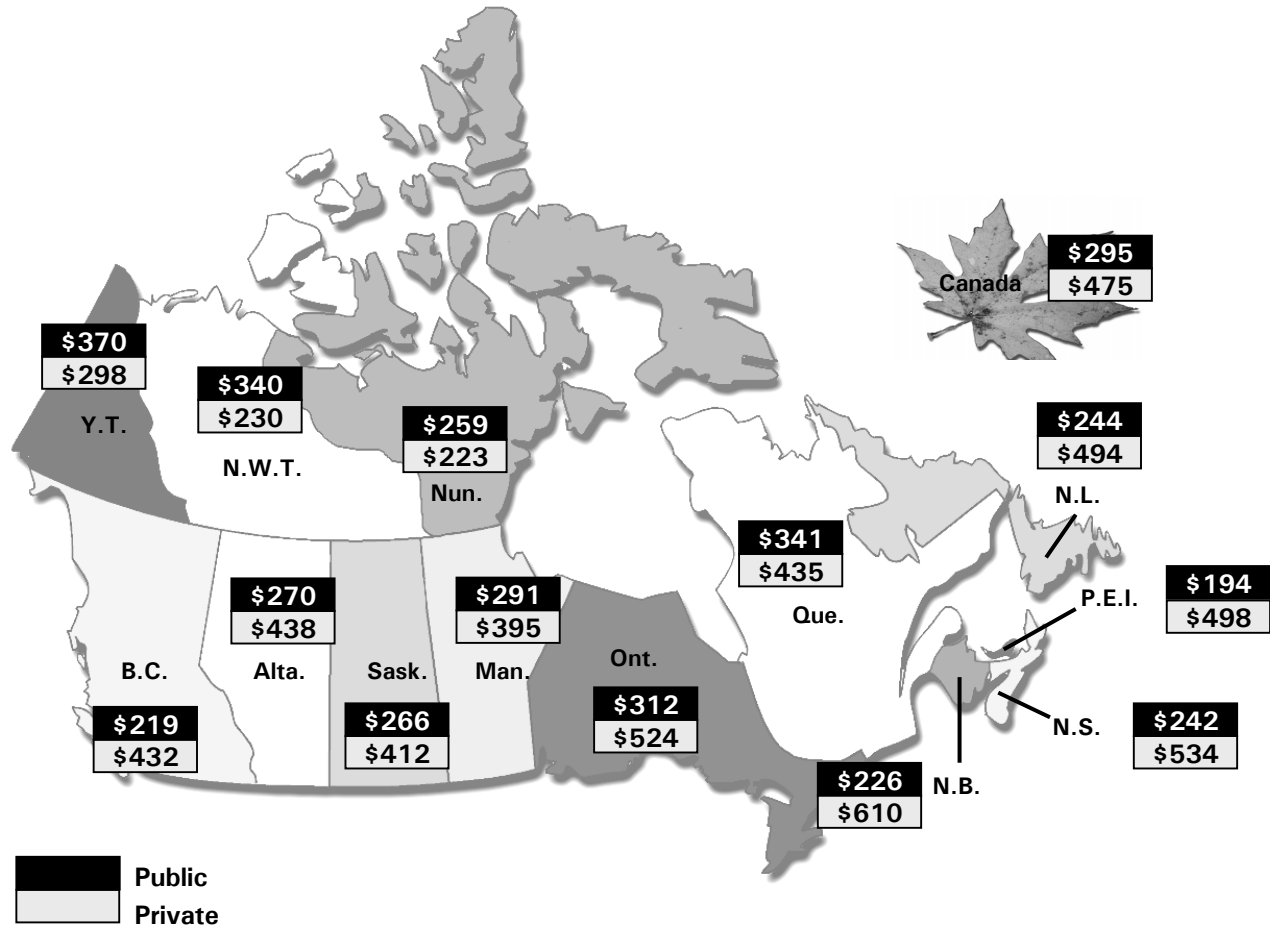 $295
Canada
$475
$370
$298
Y.T.
$340
$230
N.W.T.
$259
$223
Nun.
$244
$494
N.L.
$341
$435
Que.
$194
P.E.I.
$498
$270
$438
Alta.
$291
$395
Man.
B.C.
$219
$432
Sask.
$266
$412
Ont.
$312
$524
$242
N.S.
$534
$226
N.B.
$610
Public
Private